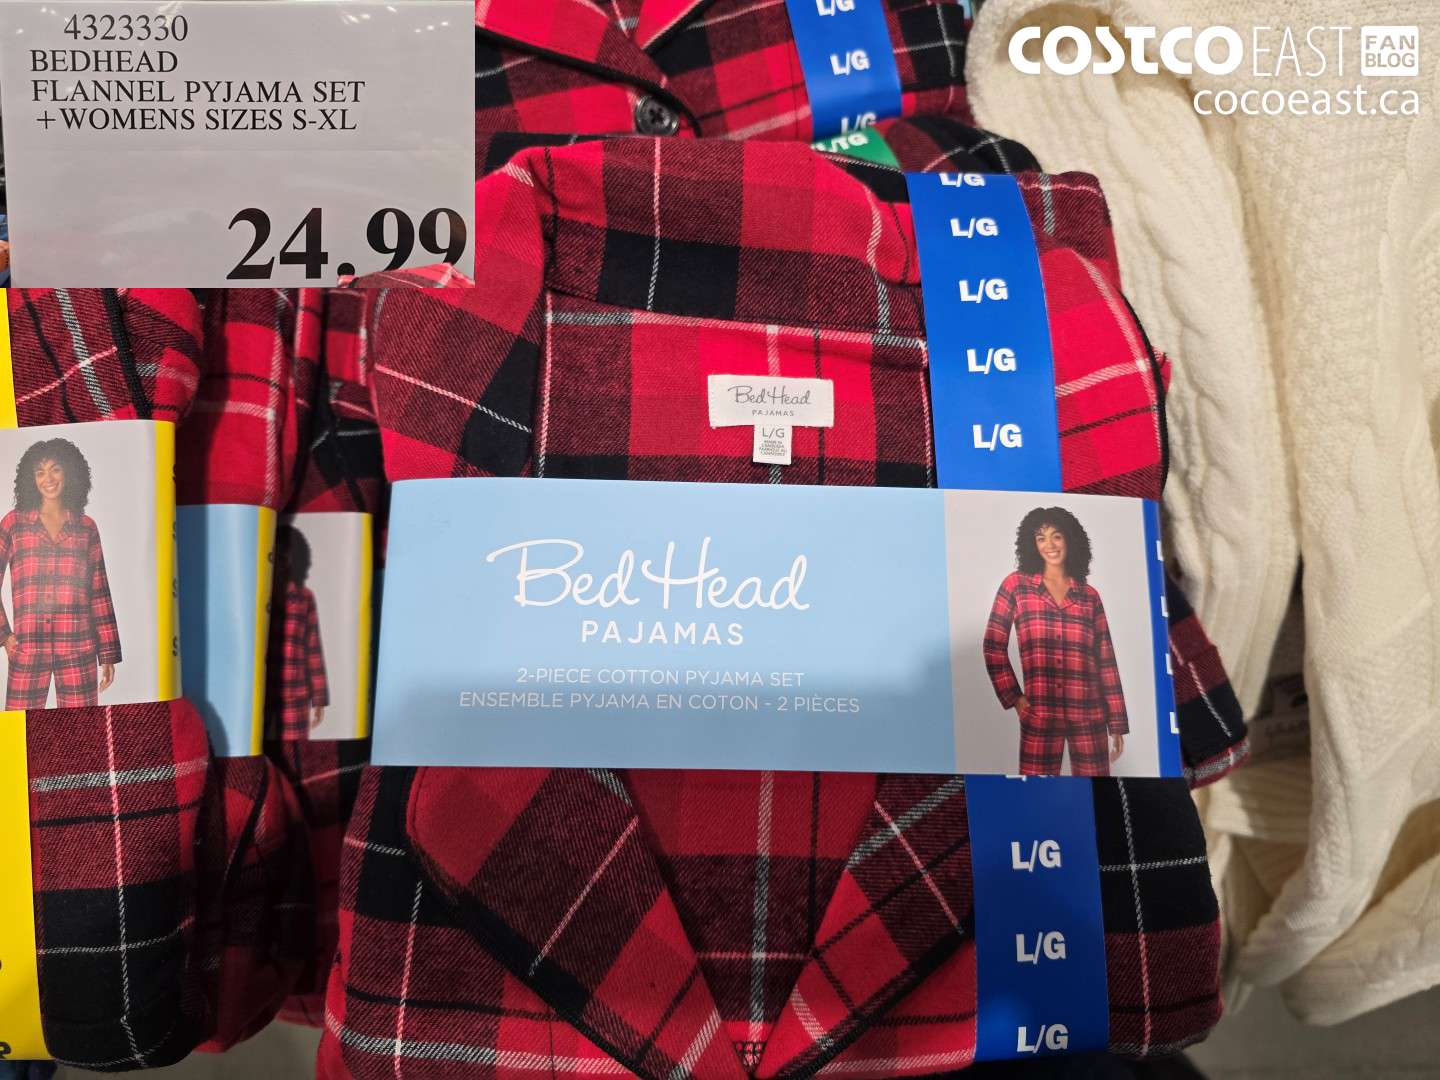 4323330
BEDHEAD
FLANNEL PYJAMA SET
+WOMENS SIZES S-XL
24.99
COSTCO EAST FAN BLOG
cocoeast.ca
L/G
L/G
L/G
L/G
L/G
L/G
L/G
L/G
Bed Head
PAJAMAS
L/G
Bed Head
PAJAMAS
2-PIECE COTTON PYJAMA SET
ENSEMBLE PYJAMA EN COTON - 2 PIÈCES
L/G
L/G
L/G